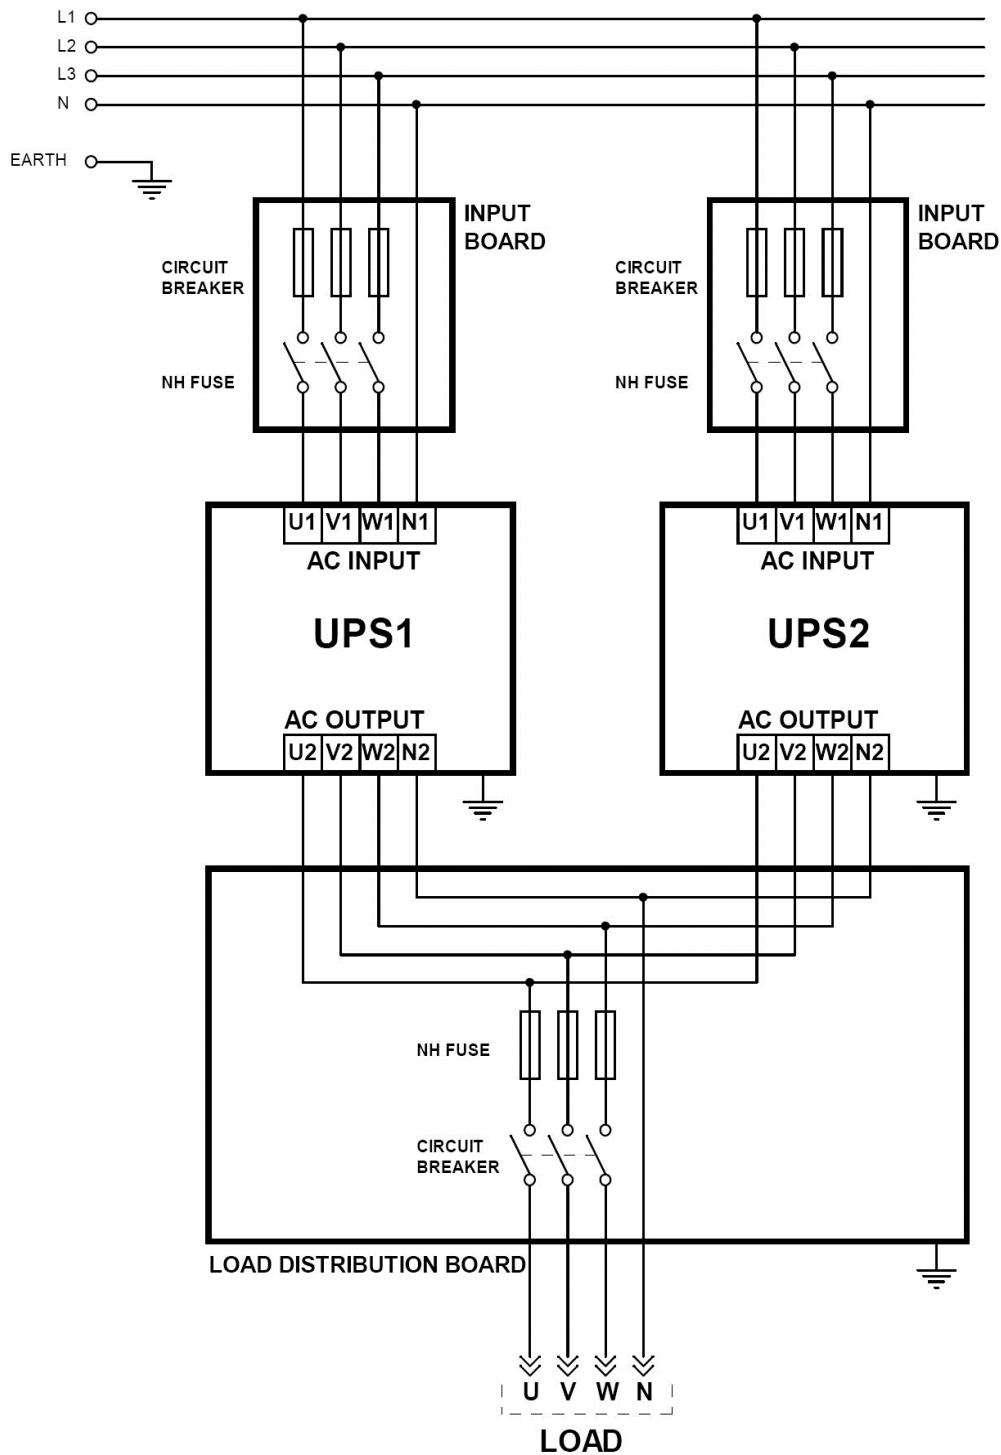 L1
L2
L3
N
EARTH
INPUT
BOARD
INPUT
BOARD
CIRCUIT
BREAKER
CIRCUIT
BREAKER
NH FUSE
NH FUSE
U1 V1 W1 N1
U1 V1 W1 N1
AC INPUT
AC INPUT
UPS1
UPS2
AC OUTPUT
AC OUTPUT
U2 V2 W2 N2
U2 V2 W2 N2
NH FUSE
CIRCUIT
BREAKER
LOAD DISTRIBUTION BOARD
U V W N
LOAD